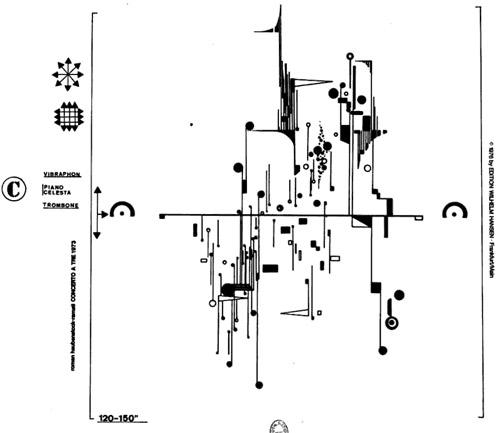 VIBRAPHON
PIANO
CELESTA
TROMBONE
C
roman haubenstock-ramati CONCERTO A TRE 1973
© 1976 by EDITION WILHELM HANSEN - Frankfurt/Main
120-150"